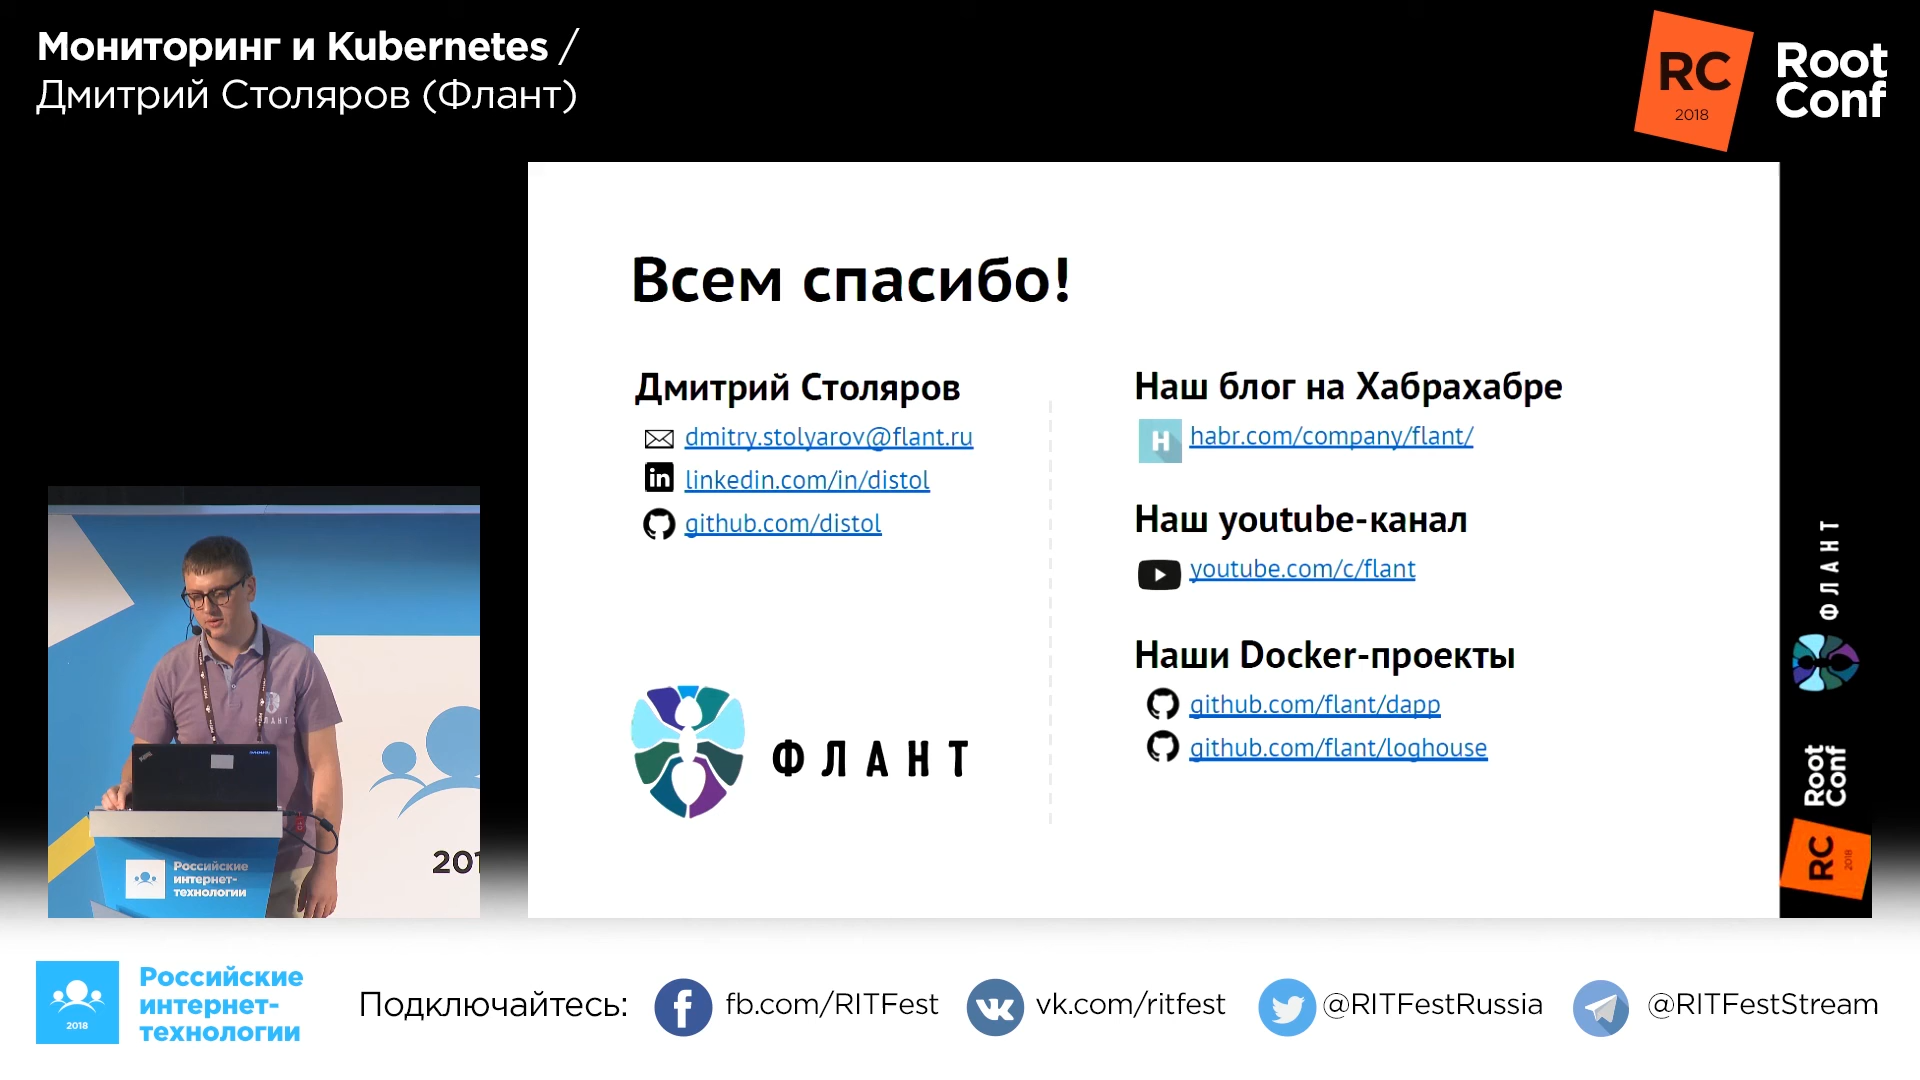 Мониторинг и Kubernetes /
Дмитрий Столяров (Флант)
RC
2018
Root
Conf
Всем спасибо!
Дмитрий Столяров
dmitry.stolyarov@flant.ru
linkedin.com/in/distol
github.com/distol
ФЛАНТ
Наш блог на Хабрахабре
H
habr.com/company/flant/
Наш youtube-канал
youtube.com/c/flant
Наши Docker-проекты
github.com/flant/dapp
github.com/flant/loghouse
ФЛАНТ
Root
Conf
RC
2018
ФЛАНТ
201
Российские
интернет-
технологии
2018
Российские
интернет-
технологии
Подключайтесь:
fb.com/RITFest
vk.com/ritfest
@RITFestRussia
@RITFestStream